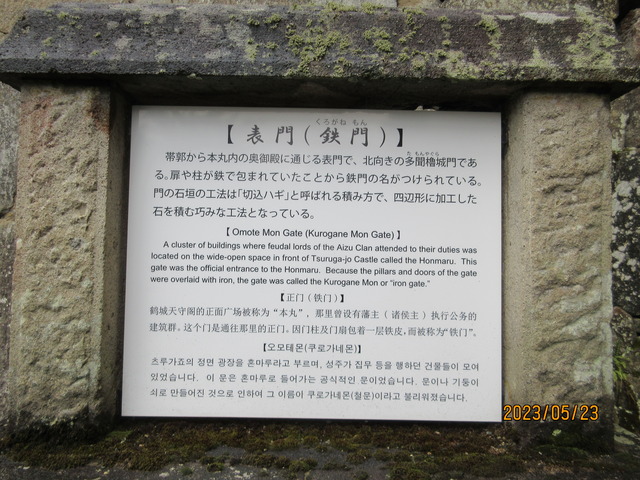 【 表 門 ( 鉄 門 ) 】
くろがね もん
帯郭から本丸内の奥御殿に通じる表門で、北向きの多聞櫓城門であ
た もんやぐら
る。扉や柱が鉄で包まれていたことから鉄門の名がつけられている。
門の石垣の工法は「切込ハギ」と呼ばれる積み方で、四辺形に加工した
石を積む巧みな工法となっている。
【 Omote Mon Gate (Kurogane Mon Gate) 】
A cluster of buildings where feudal lords of the Aizu Clan attended to their duties was
located on the wide-open space in front of Tsuruga-jo Castle called the Honmaru. This
gate was the official entrance to the Honmaru. Because the pillars and doors of the gate
were overlaid with iron, the gate was called the Kurogane Mon or "iron gate."
【正门（铁门）】
鹤城天守阁的正面广场被称为“本丸”，那里曾设有藩主（诸侯主）执行公务的
建筑群。这个门是通往那里的正门。因门柱及门扇包着一层铁皮，而被称为“铁门”。
【오모테몬(쿠로가네몬)】
츠루가죠의 정면 광장을 혼마루라고 부르며, 성주가 집무 등을 행하던 건물들이 모여
있었습니다. 이 문은 혼마루로 들어가는 공식적인 문이었습니다. 문이나 기둥이
쇠로 만들어진 것으로 인하여 그 이름이 쿠로가네몬(철문)이라고 불리워졌습니다.
2023/05/23